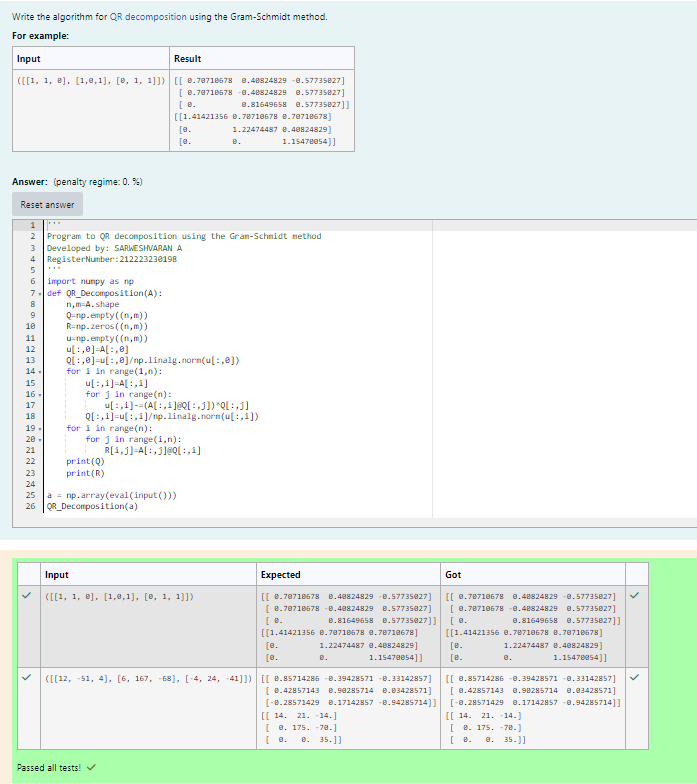 Write the algorithm for QR decomposition using the Gram-Schmidt method.
For example:
Input Result
([[1, 1, 0], [1,0,1], [0, 1, 1]]) [[ 0.70710678 0.40824829 -0.57735027]
[ 0.70710678 -0.40824829 0.57735027]
[ 0. 0.81649658 0.57735027]]
[[1.41421356 0.70710678 0.70710678]
[0. 1.22474487 0.40824829]
[0. 0. 1.15470054]]
Answer: (penalty regime: 0. %)
Reset answer
1 '''
2 Program to QR decomposition using the Gram-Schmidt method
3 Developed by: SARWESHVARAN A
4 RegisterNumber:212223230198
5 '''
6 import numpy as np
7 def QR_Decomposition(A):
8 n,m=A.shape
9 Q=np.empty((n,m))
10 R=np.zeros((n,m))
11 u=np.empty((n,m))
12 u[:,0]=A[:,0]
13 Q[:,0]=u[:,0]/np.linalg.norm(u[:,0])
14 for i in range(1,n):
15 u[:,i]=A[:,i]
16 for j in range(n):
17 u[:,i]-=(A[:,i]@Q[:,j])*Q[:,j]
18 Q[:,i]=u[:,i]/np.linalg.norm(u[:,i])
19 for i in range(n):
20 for j in range(i,n):
21 R[i,j]=A[:,j]@Q[:,i]
22 print(Q)
23 print(R)
24
25 a = np.array(eval(input()))
26 QR_Decomposition(a)
Input Expected Got
([[1, 1, 0], [1,0,1], [0, 1, 1]]) [[ 0.70710678 0.40824829 -0.57735027] [[ 0.70710678 0.40824829 -0.57735027]
[ 0.70710678 -0.40824829 0.57735027] [ 0.70710678 -0.40824829 0.57735027]
[ 0. 0.81649658 0.57735027]] [ 0. 0.81649658 0.57735027]]
[[1.41421356 0.70710678 0.70710678] [[1.41421356 0.70710678 0.70710678]
[0. 1.22474487 0.40824829] [0. 1.22474487 0.40824829]
[0. 0. 1.15470054]] [0. 0. 1.15470054]]
([[12, -51, 4], [6, 167, -68], [-4, 24, -41]]) [[ 0.85714286 -0.39428571 -0.33142857] [[ 0.85714286 -0.39428571 -0.33142857]
[ 0.42857143 0.90285714 0.03428571] [ 0.42857143 0.90285714 0.03428571]
[-0.28571429 0.17142857 -0.94285714]] [-0.28571429 0.17142857 -0.94285714]]
[[ 14. 21. -14.] [[ 14. 21. -14.]
[ 0. 175. -70.] [ 0. 175. -70.]
[ 0. 0. 35.]] [ 0. 0. 35.]]
Passed all tests!